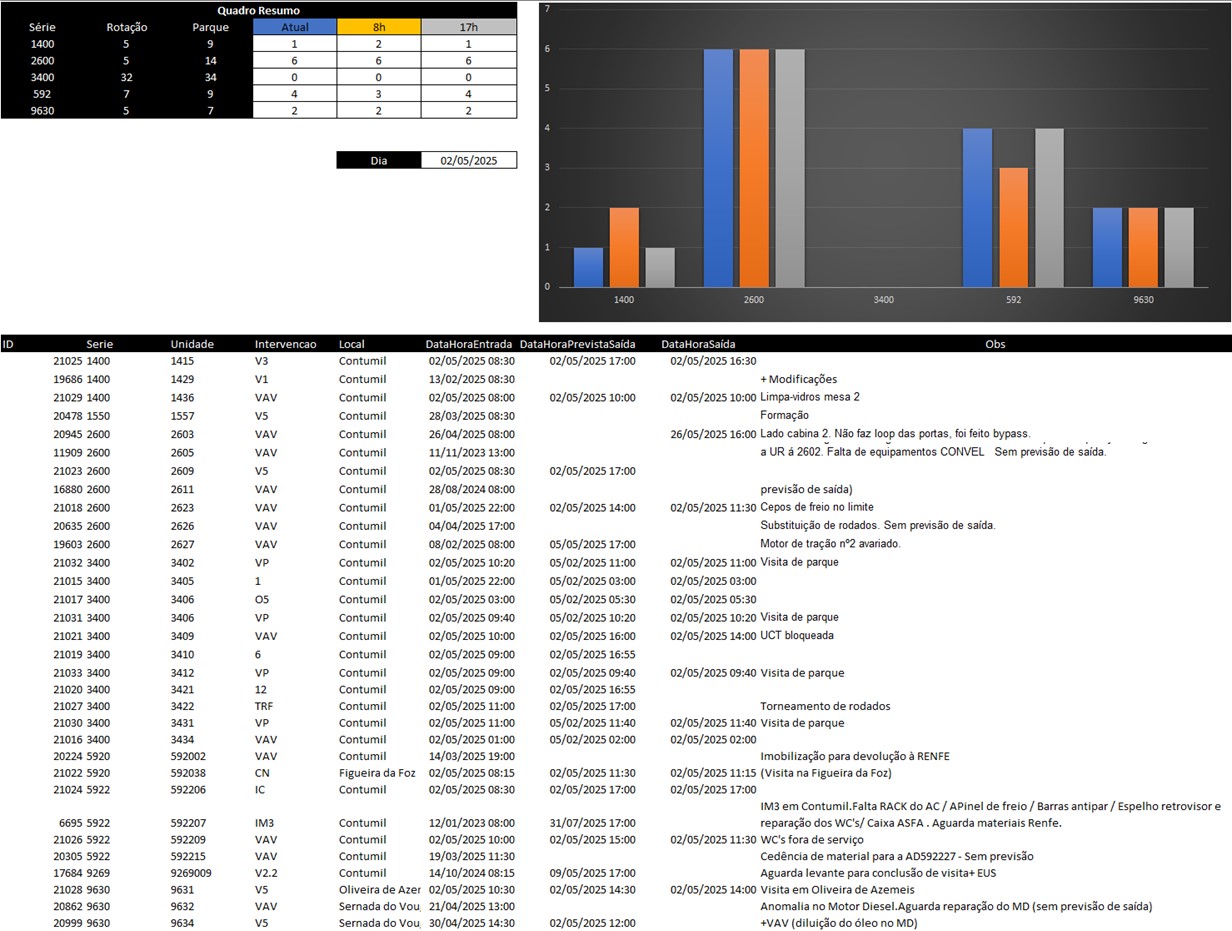 Quadro Resumo
Série Rotação Parque Atual 8h 17h
1400 5 9 1 2 1
2600 5 14 6 6 6
3400 32 34 0 0 0
592 7 9 4 3 4
9630 5 7 2 2 2
Dia 02/05/2025
7
6
5
4
3
2
1
0
1400 2600 3400 592 9630
ID Serie Unidade Intervencao Local DataHoraEntrada DataHoraPrevistaSaída DataHoraSaída Obs
21025 1400 1415 V3 Contumil 02/05/2025 08:30 02/05/2025 17:00 02/05/2025 16:30
19686 1400 1429 V1 Contumil 13/02/2025 08:30 + Modificações
21029 1400 1436 VAV Contumil 02/05/2025 08:00 02/05/2025 10:00 02/05/2025 10:00 Limpa-vidros mesa 2
20478 1550 1557 V5 Contumil 28/03/2025 08:30 Formação
20945 2600 2603 VAV Contumil 26/04/2025 08:00 26/05/2025 16:00 Lado cabina 2. Não faz loop das portas, foi feito bypass.
11909 2600 2605 VAV Contumil 11/11/2023 13:00 a UR á 2602. Falta de equipamentos CONVEL Sem previsão de saída.
21023 2600 2609 V5 Contumil 02/05/2025 08:30 02/05/2025 17:00
16880 2600 2611 VAV Contumil 28/08/2024 08:00 previsão de saída)
21018 2600 2623 VAV Contumil 01/05/2025 22:00 02/05/2025 14:00 02/05/2025 11:30 Cepos de freio no limite
20635 2600 2626 VAV Contumil 04/04/2025 17:00 Substituição de rodados. Sem previsão de saída.
19603 2600 2627 VAV Contumil 08/02/2025 08:00 05/05/2025 17:00 Motor de tração nº2 avariado.
21032 3400 3402 VP Contumil 02/05/2025 10:20 05/02/2025 11:00 02/05/2025 11:00 Visita de parque
21015 3400 3405 1 Contumil 01/05/2025 22:00 05/02/2025 03:00 02/05/2025 03:00
21017 3400 3406 O5 Contumil 02/05/2025 03:00 05/02/2025 05:30 02/05/2025 05:30
21031 3400 3406 VP Contumil 02/05/2025 09:40 05/02/2025 10:20 02/05/2025 10:20 Visita de parque
21021 3400 3409 VAV Contumil 02/05/2025 10:00 02/05/2025 16:00 02/05/2025 14:00 UCT bloqueada
21019 3400 3410 6 Contumil 02/05/2025 09:00 02/05/2025 16:55
21033 3400 3412 VP Contumil 02/05/2025 09:00 02/05/2025 09:40 02/05/2025 09:40 Visita de parque
21020 3400 3421 12 Contumil 02/05/2025 09:00 02/05/2025 16:55
21027 3400 3422 TRF Contumil 02/05/2025 11:00 02/05/2025 17:00 Torneamento de rodados
21030 3400 3431 VP Contumil 02/05/2025 11:00 05/02/2025 11:40 02/05/2025 11:40 Visita de parque
21016 3400 3434 VAV Contumil 02/05/2025 01:00 05/02/2025 02:00 02/05/2025 02:00
20224 5920 592002 VAV Contumil 14/03/2025 19:00 Imobilização para devolução à RENFE
21022 5920 592038 CN Figueira da Foz 02/05/2025 08:15 02/05/2025 11:30 02/05/2025 11:15 (Visita na Figueira da Foz)
21024 5922 592206 IC Contumil 02/05/2025 08:30 02/05/2025 17:00 02/05/2025 17:00
IM3 em Contumil.Falta RACK do AC / APinel de freio / Barras antipar / Espelho retrovisor e
6695 5922 592207 IM3 Contumil 12/01/2023 08:00 31/07/2025 17:00 reparação dos WC's/ Caixa ASFA . Aguarda materiais Renfe.
21026 5922 592209 VAV Contumil 02/05/2025 10:00 02/05/2025 15:00 02/05/2025 11:30 WC's fora de serviço
20305 5922 592215 VAV Contumil 19/03/2025 11:30 Cedência de material para a AD592227 - Sem previsão
17684 9269 9269009 V2.2 Contumil 14/10/2024 08:15 09/05/2025 17:00 Aguarda levante para conclusão de visita+ EUS
21028 9630 9631 V5 Oliveira de Azer 02/05/2025 10:30 02/05/2025 14:30 02/05/2025 14:00 Visita em Oliveira de Azemeis
20862 9630 9632 VAV Sernada do Vou 21/04/2025 13:00 Anomalia no Motor Diesel.Aguarda reparação do MD (sem previsão de saída)
20999 9630 9634 V5 Sernada do Vou 30/04/2025 14:30 02/05/2025 12:00 +VAV (diluição do óleo no MD)